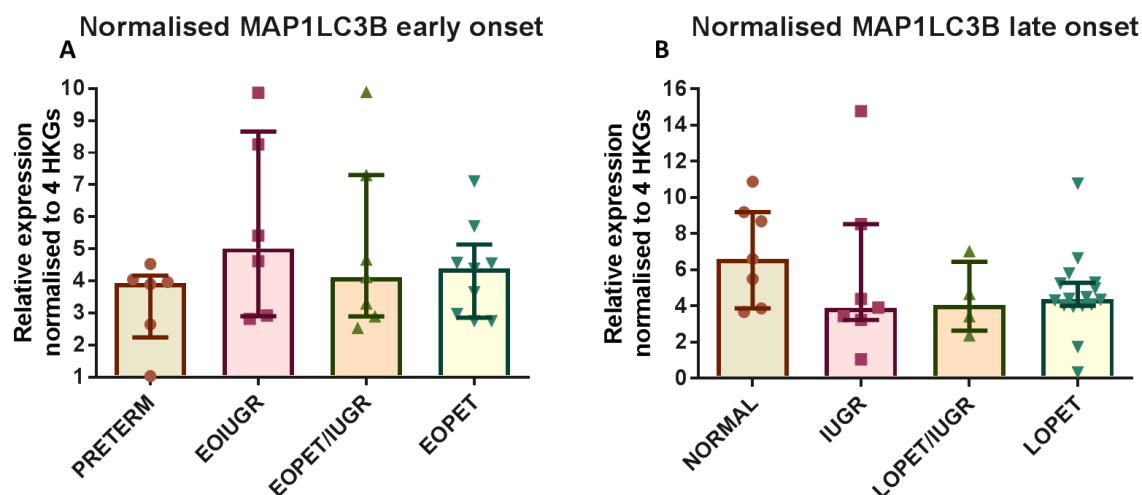 Normalised MAP1LC3B early onset
A
Relative expression
normalised to 4 HKGs
10
9
8
7
6
5
4
3
2
1
PRETERM
EOIUGR
EOPET/IUGR
EOPET
Normalised MAP1LC3B late onset
B
Relative expression
normalised to 4 HKGs
16
14
12
10
8
6
4
2
0
NORMAL
IUGR
LOPET/IUGR
LOPET